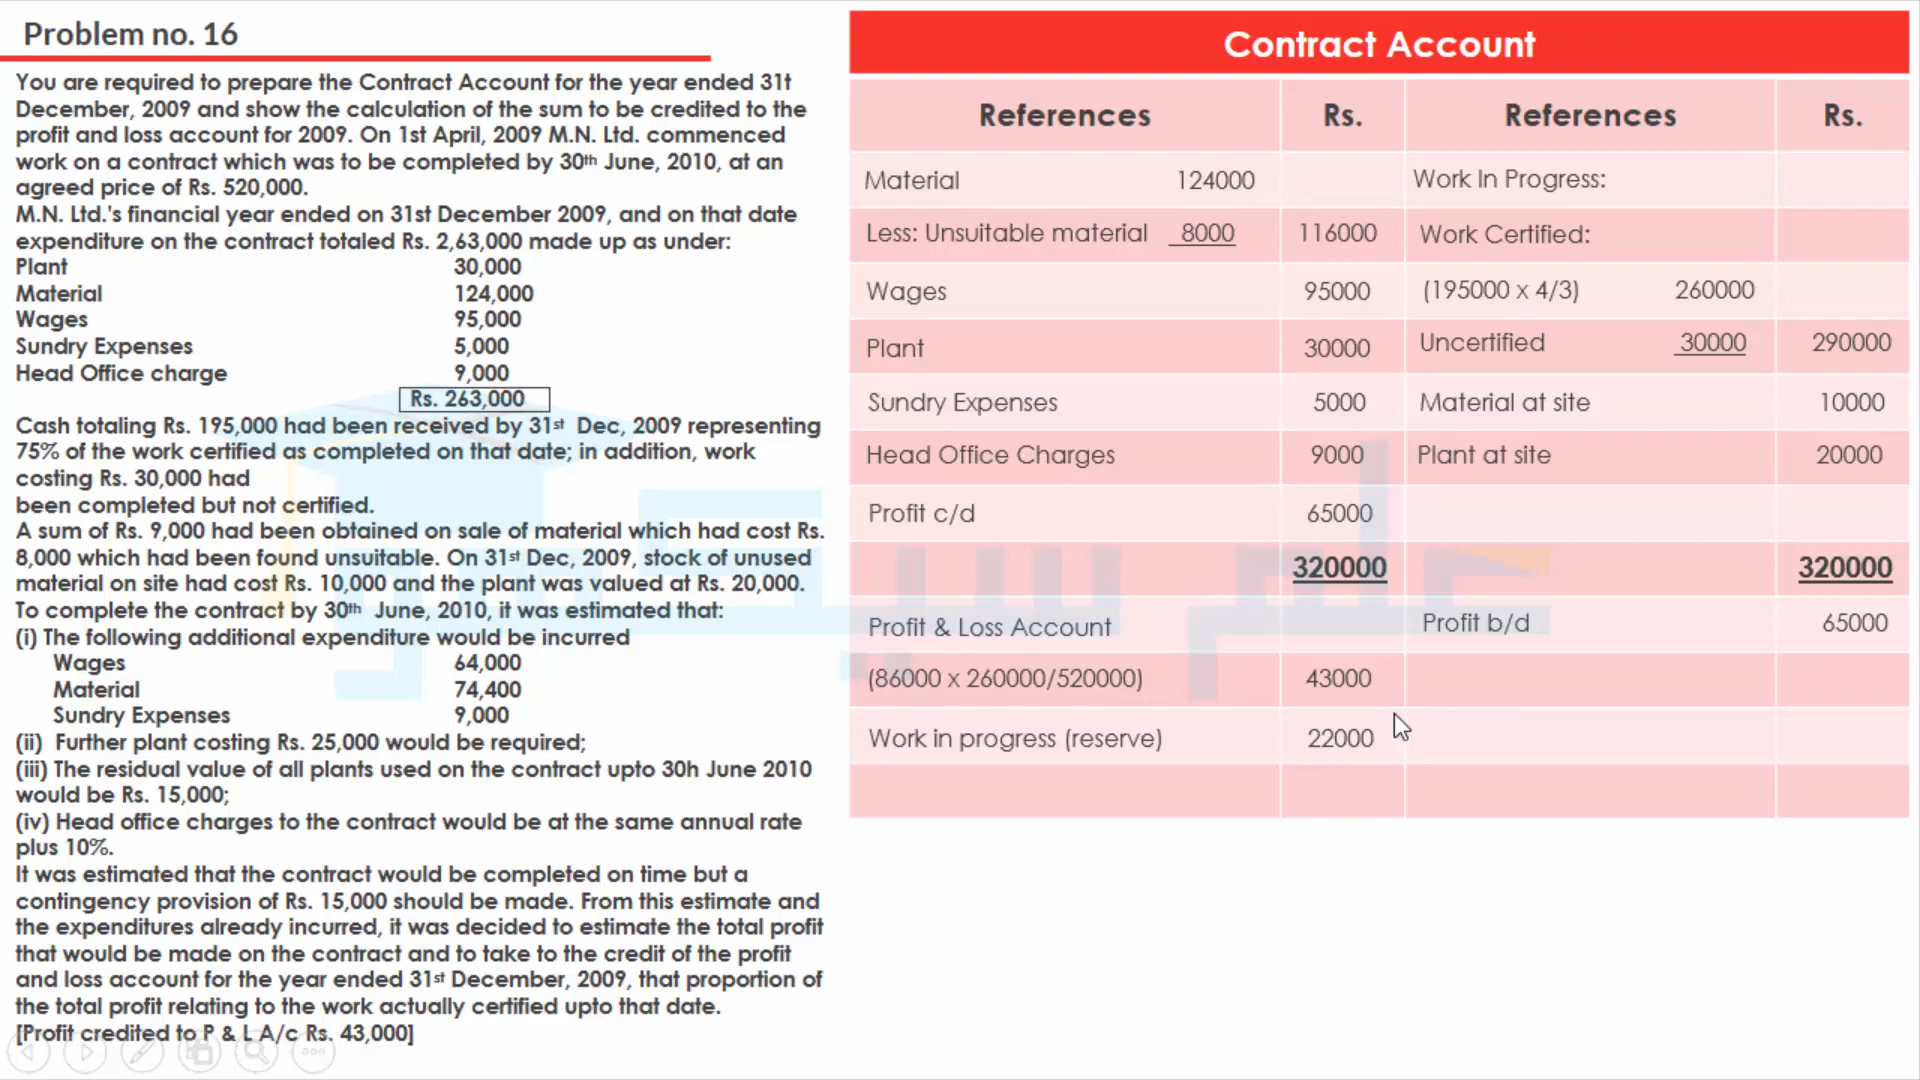 Problem no. 16
You are required to prepare the Contract Account for the year ended 31t
December, 2009 and show the calculation of the sum to be credited to the
profit and loss account for 2009. On 1st April, 2009 M.N. Ltd. commenced
work on a contract which was to be completed by 30th June, 2010, at an
agreed price of Rs. 520,000.
M.N. Ltd.'s financial year ended on 31st December 2009, and on that date
expenditure on the contract totaled Rs. 2,63,000 made up as under:
Plant 30,000
Material 124,000
Wages 95,000
Sundry Expenses 5,000
Head Office charge 9,000
Rs. 263,000
Cash totaling Rs. 195,000 had been received by 31st Dec, 2009 representing
75% of the work certified as completed on that date; in addition, work
costing Rs. 30,000 had
been completed but not certified.
A sum of Rs. 9,000 had been obtained on sale of material which had cost Rs.
8,000 which had been found unsuitable. On 31st Dec, 2009, stock of unused
material on site had cost Rs. 10,000 and the plant was valued at Rs. 20,000.
To complete the contract by 30th June, 2010, it was estimated that:
(i) The following additional expenditure would be incurred
Wages 64,000
Material 74,400
Sundry Expenses 9,000
(ii) Further plant costing Rs. 25,000 would be required;
(iii) The residual value of all plants used on the contract upto 30h June 2010
would be Rs. 15,000;
(iv) Head office charges to the contract would be at the same annual rate
plus 10%.
It was estimated that the contract would be completed on time but a
contingency provision of Rs. 15,000 should be made. From this estimate and
the expenditures already incurred, it was decided to estimate the total profit
that would be made on the contract and to take to the credit of the profit
and loss account for the year ended 31st December, 2009, that proportion of
the total profit relating to the work actually certified upto that date.
[Profit credited to P & L A/c Rs. 43,000]
Contract Account
References Rs. References Rs.
Material 124000 Work In Progress:
Less: Unsuitable material 8000 116000 Work Certified:
Wages 95000 (195000 x 4/3) 260000
Plant 30000 Uncertified 30000 290000
Sundry Expenses 5000 Material at site 10000
Head Office Charges 9000 Plant at site 20000
Profit c/d 65000
320000 320000
Profit & Loss Account Profit b/d 65000
(86000 x 260000/520000) 43000
Work in progress (reserve) 22000